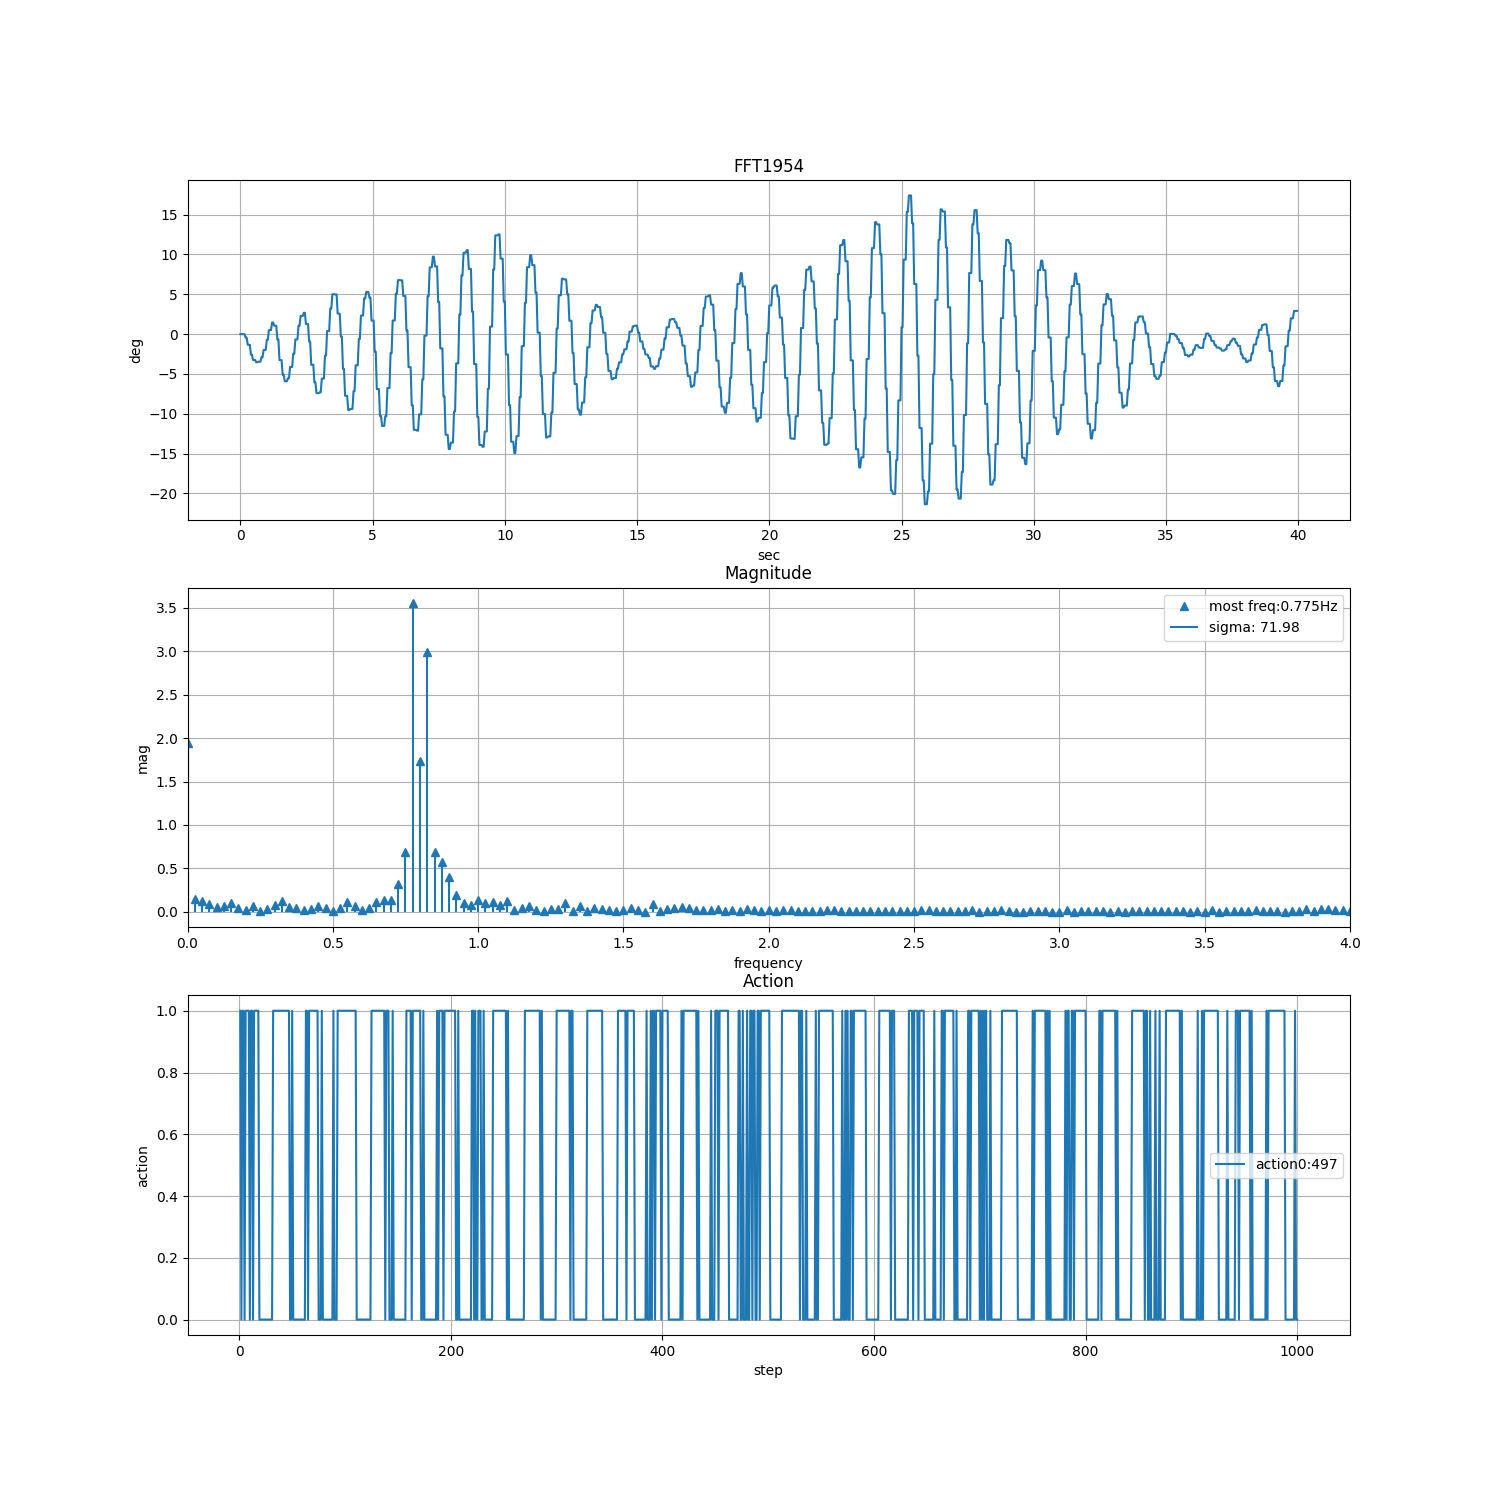 FFT1954
15
10
5
0
−5
−10
−15
−20
deg
0 5 10 15 20 25 30 35 40
sec
Magnitude
most freq:0.775Hz
sigma: 71.98
3.5
3.0
2.5
2.0
1.5
1.0
0.5
0.0
mag
0.0 0.5 1.0 1.5 2.0 2.5 3.0 3.5 4.0
frequency
Action
1.0
0.8
0.6
0.4
0.2
0.0
action
action0:497
0 200 400 600 800 1000
step